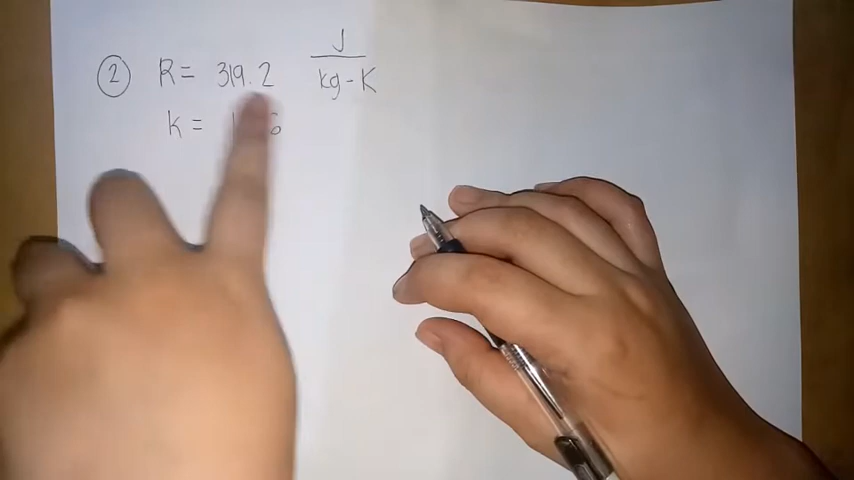 ② R = 319.2 J/kg-K
k =